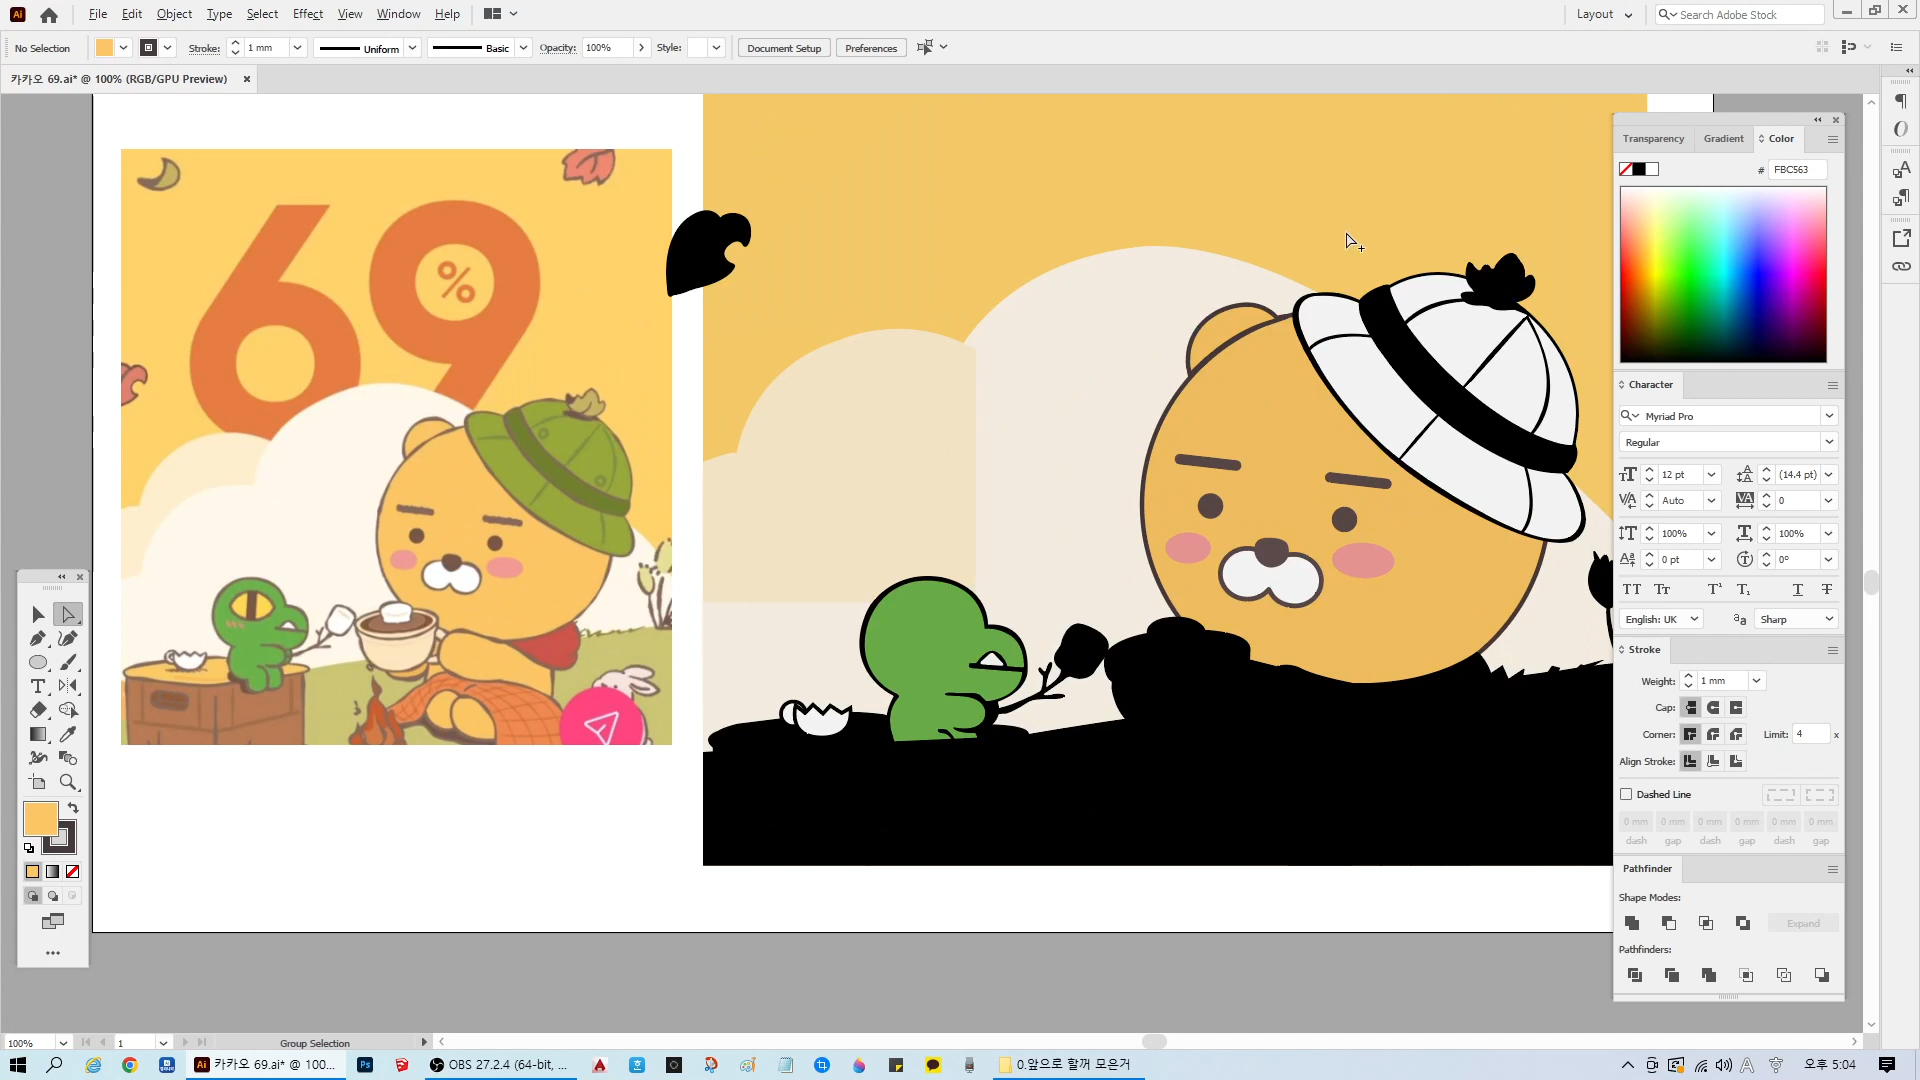 Ai File Edit Object Type Select Effect View Window Help Layout Search Adobe Stock
No Selection Stroke: 1 mm Uniform Basic Opacity: 100% Style: Document Setup Preferences
카카오 69.ai* @ 100% (RGB/GPU Preview)
69
%
Transparency Gradient Color
# FBC563
Character
Myriad Pro
Regular
12 pt (14.4 pt)
Auto 0
100% 100%
0 pt 0°
English: UK Sharp
Stroke
Weight: 1 mm
Cap:
Corner: Limit: 4 x
Align Stroke:
Dashed Line
0 mm 0 mm 0 mm 0 mm 0 mm 0 mm
dash gap dash gap dash gap
Pathfinder
Shape Modes:
Expand
Pathfinders:
100% 1 Group Selection
카카오 69.ai* @ 100... Ps OBS 27.2.4 (64-bit, ... 0.앞으로 할꺼 모은거 A 오후 5:04